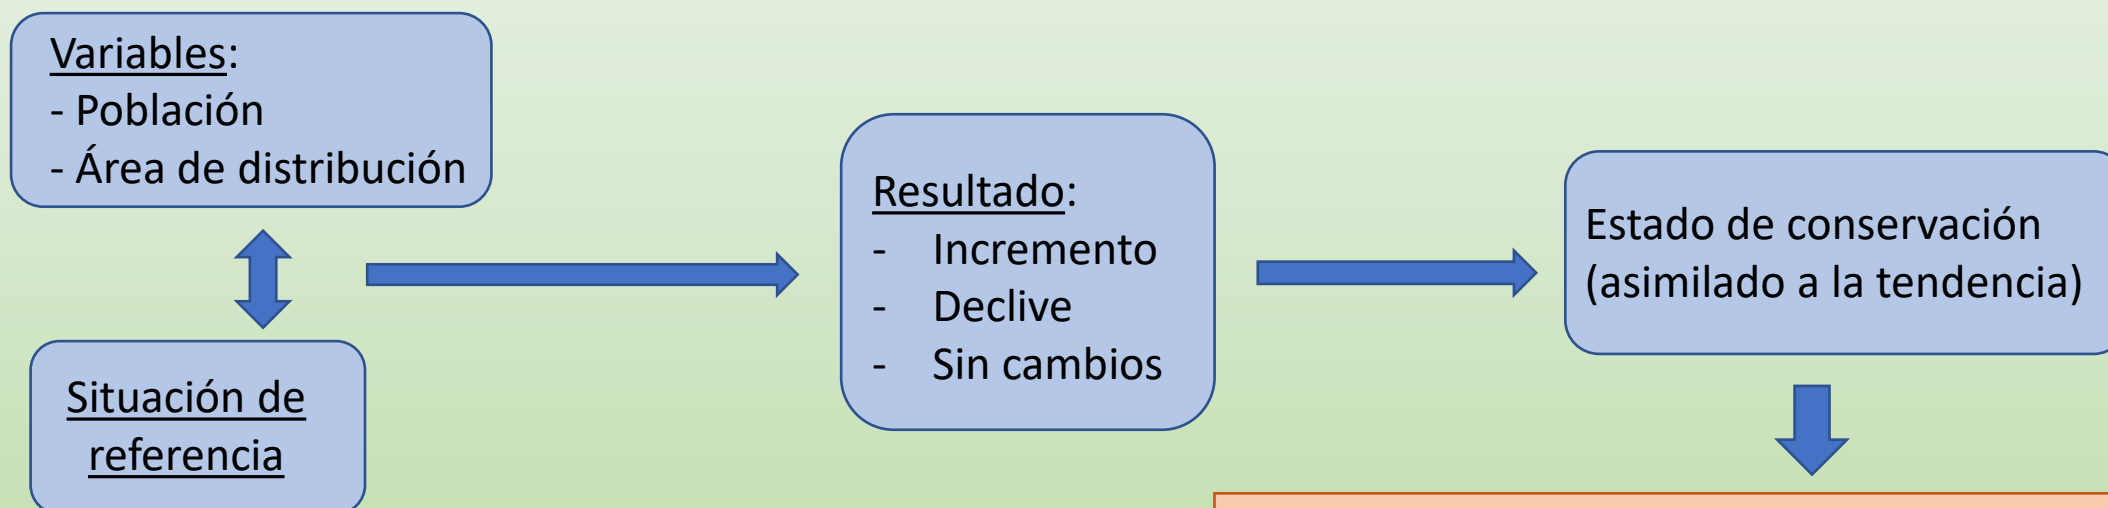 Variables:
- Población
- Área de distribución
Situación de
referencia
Resultado:
- Incremento
- Declive
- Sin cambios
Estado de conservación
(asimilado a la tendencia)